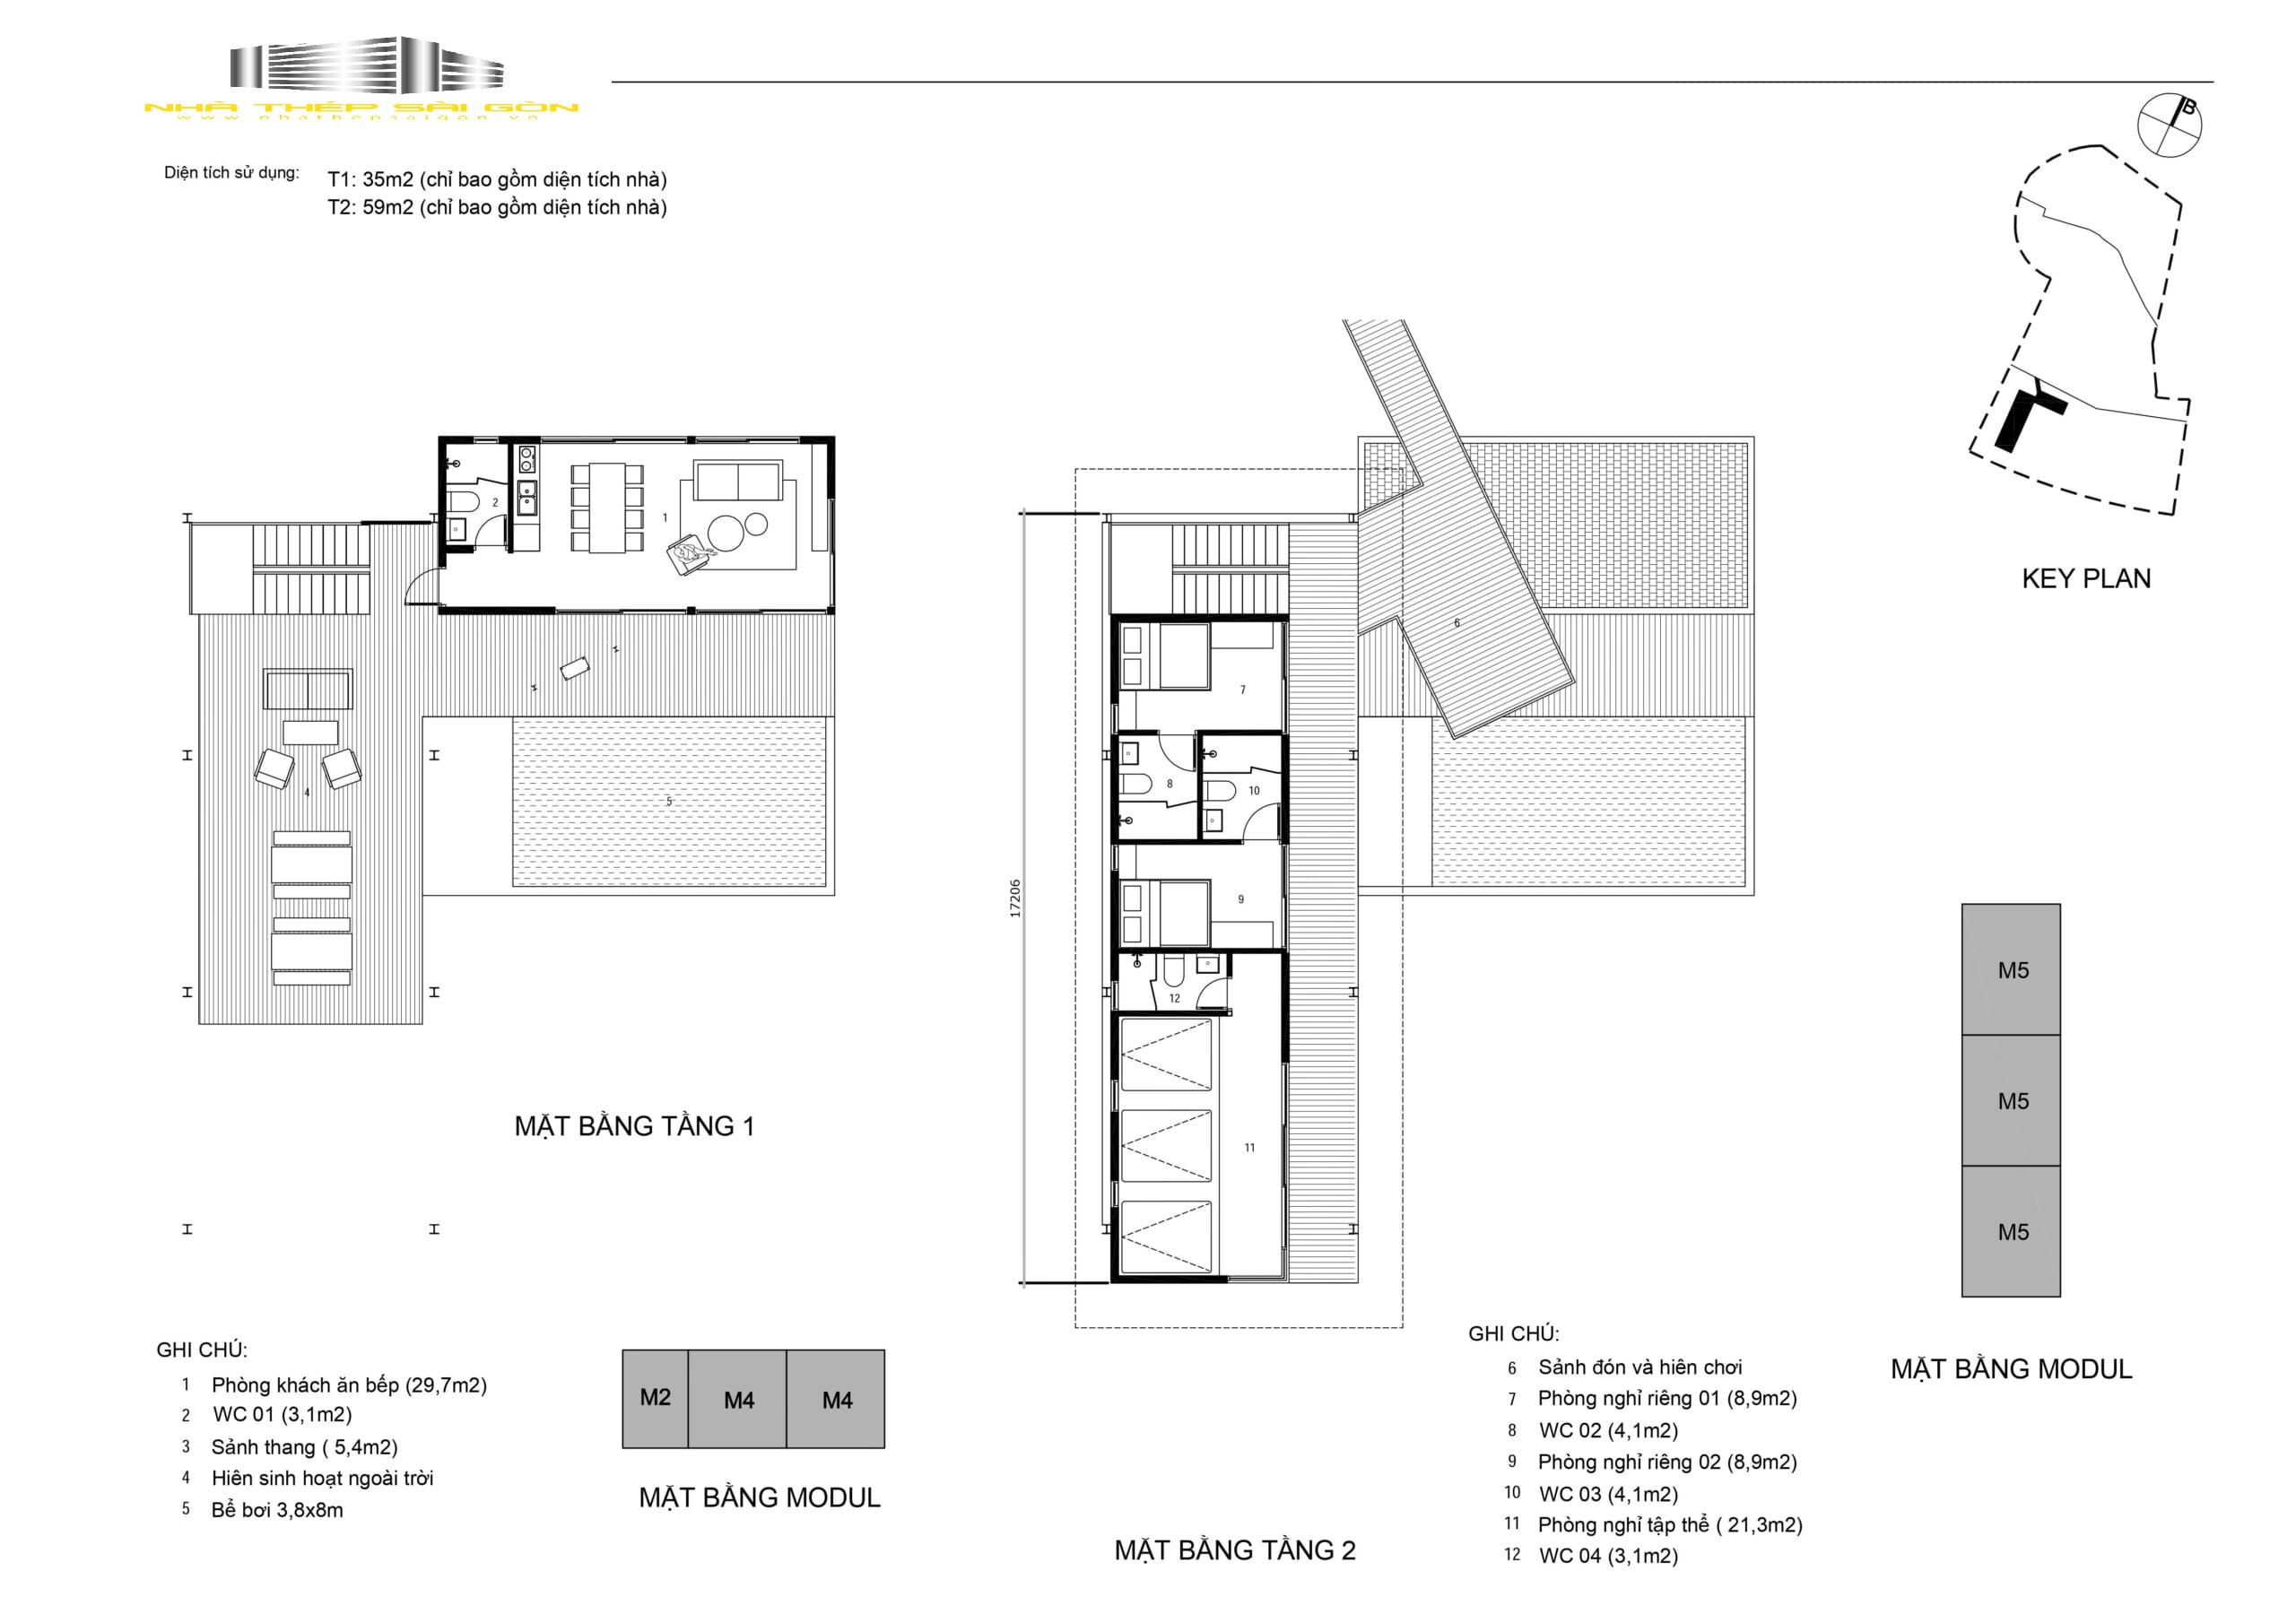 NHÀ THÉP SÀI GÒN
www.nhathepsaigon.vn
B
Diện tích sử dụng:
T1: 35m2 (chỉ bao gồm diện tích nhà)
T2: 59m2 (chỉ bao gồm diện tích nhà)
KEY PLAN
1
2
4
5
6
7
8
10
9
12
11
17206
MẶT BẰNG TẦNG 1
M5
M5
M5
MẶT BẰNG MODUL
GHI CHÚ:
1 Phòng khách ăn bếp (29,7m2)
2 WC 01 (3,1m2)
3 Sảnh thang ( 5,4m2)
4 Hiên sinh hoạt ngoài trời
5 Bể bơi 3,8x8m
M2 M4 M4
MẶT BẰNG MODUL
MẶT BẰNG TẦNG 2
GHI CHÚ:
6 Sảnh đón và hiên chơi
7 Phòng nghỉ riêng 01 (8,9m2)
8 WC 02 (4,1m2)
9 Phòng nghỉ riêng 02 (8,9m2)
10 WC 03 (4,1m2)
11 Phòng nghỉ tập thể ( 21,3m2)
12 WC 04 (3,1m2)